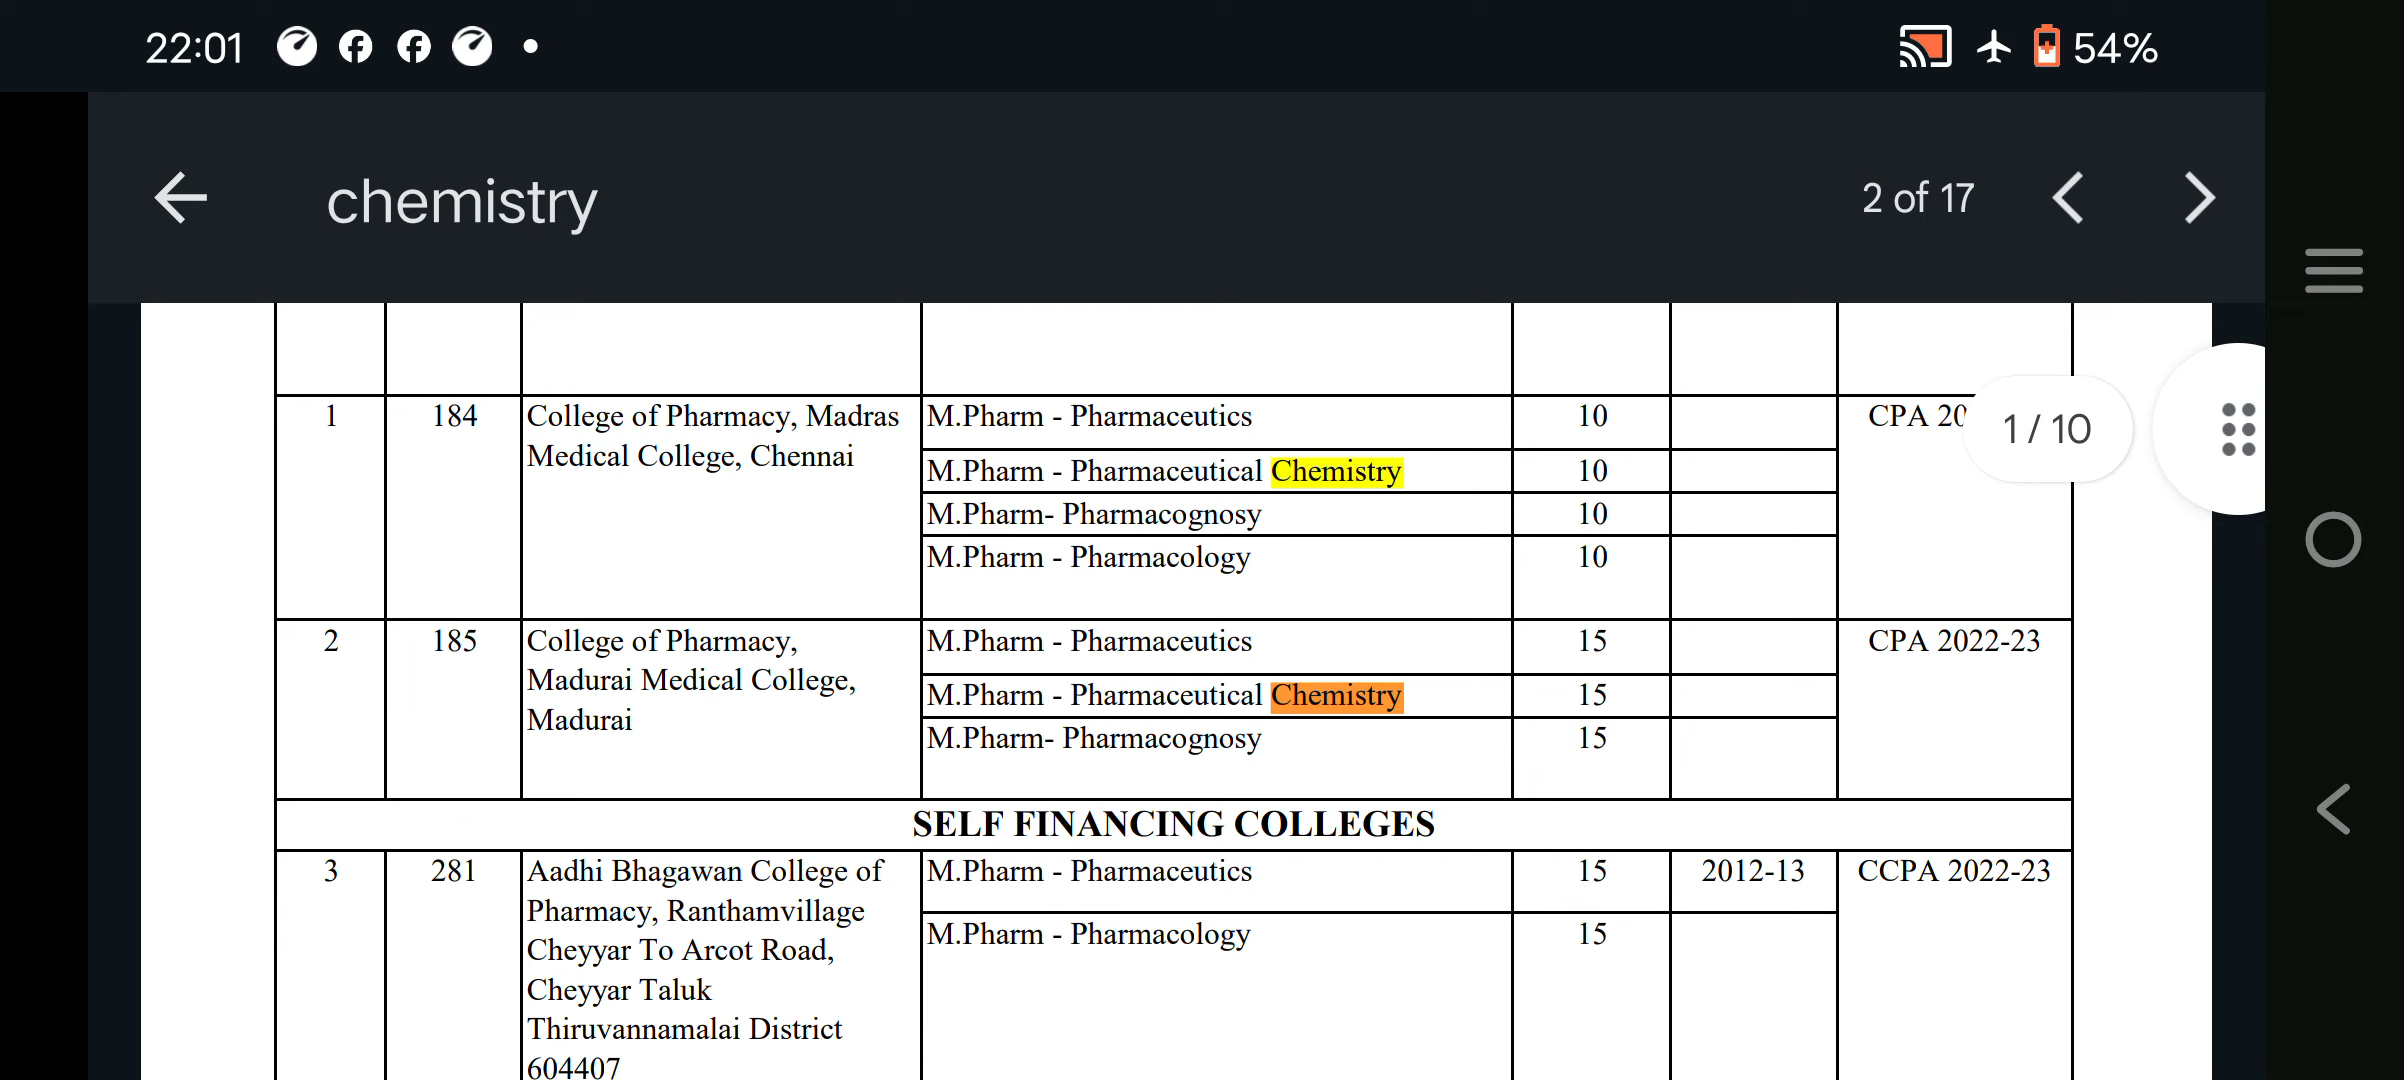 22:01
54%
chemistry
2 of 17
1 184 College of Pharmacy, Madras M.Pharm - Pharmaceutics 10 CPA 20
Medical College, Chennai
1 / 10
M.Pharm - Pharmaceutical Chemistry 10
M.Pharm- Pharmacognosy 10
M.Pharm - Pharmacology 10
2 185 College of Pharmacy, M.Pharm - Pharmaceutics 15 CPA 2022-23
Madurai Medical College,
Madurai
M.Pharm - Pharmaceutical Chemistry 15
M.Pharm- Pharmacognosy 15
SELF FINANCING COLLEGES
3 281 Aadhi Bhagawan College of M.Pharm - Pharmaceutics 15 2012-13 CCPA 2022-23
Pharmacy, Ranthamvillage
Cheyyar To Arcot Road,
Cheyyar Taluk
Thiruvannamalai District
604407
M.Pharm - Pharmacology 15